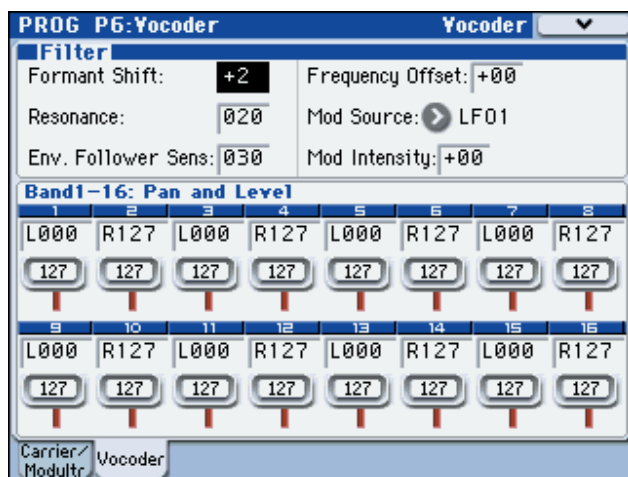 PROG P6:Vocoder Vocoder
Filter
Formant Shift: +2 Frequency Offset: +00
Resonance: 020 Mod Source: LFO1
Env. Follower Sens: 030 Mod Intensity: +00
Band1-16: Pan and Level
1 2 3 4 5 6 7 8
L000 R127 L000 R127 L000 R127 L000 R127
127 127 127 127 127 127 127 127
9 10 11 12 13 14 15 16
L000 R127 L000 R127 L000 R127 L000 R127
127 127 127 127 127 127 127 127
Carrier/
Modultr Vocoder